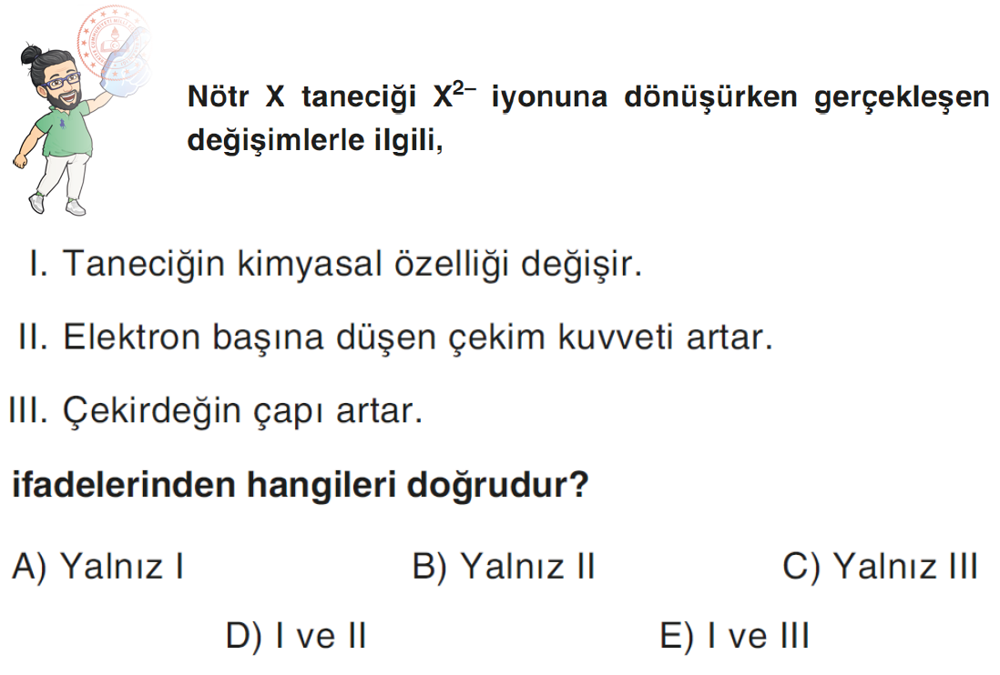 Nötr X taneciği X²⁻ iyonuna dönüşürken gerçekleşen
değişimlerle ilgili,
I. Taneciğin kimyasal özelliği değişir.
II. Elektron başına düşen çekim kuvveti artar.
III. Çekirdeğin çapı artar.
ifadelerinden hangileri doğrudur?
A) Yalnız I B) Yalnız II C) Yalnız III
D) I ve II E) I ve III